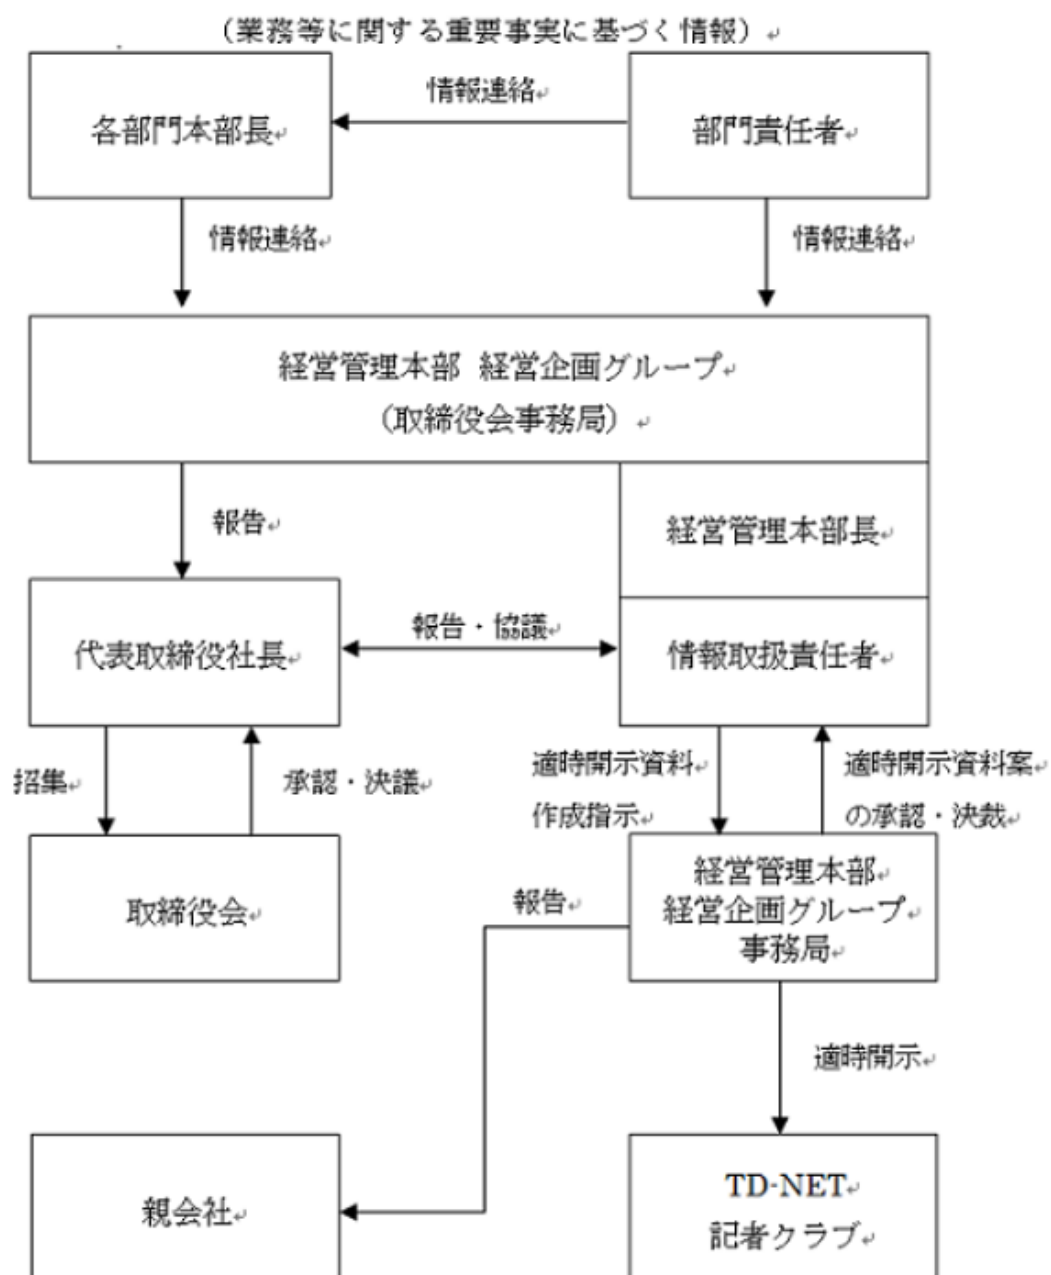 （業務等に関する重要事実に基づく情報）
情報連絡
各部門本部長
部門責任者
情報連絡
情報連絡
経営管理本部 経営企画グループ
（取締役会事務局）
報告
経営管理本部長
報告・協議
代表取締役社長
情報取扱責任者
招集
承認・決議
適時開示資料
作成指示
適時開示資料案
の承認・決裁
取締役会
報告
経営管理本部
経営企画グループ
事務局
適時開示
親会社
TD-NET
記者クラブ